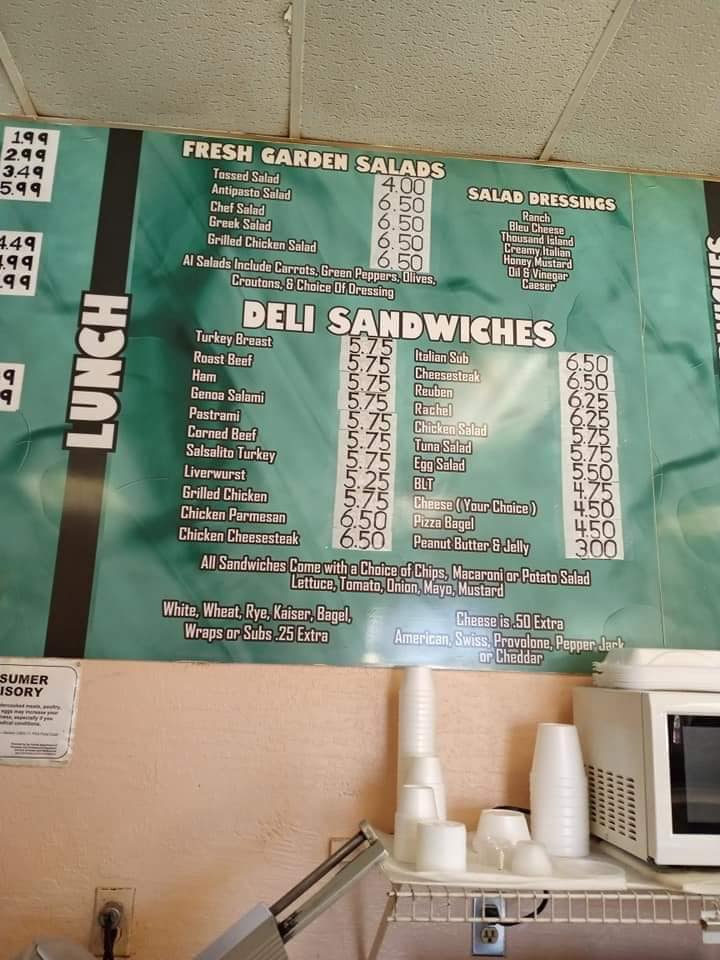 1.99
2.99
3.49
5.99
4.49
.99
.99
9
9
LUNCH
FRESH GARDEN SALADS
Tossed Salad 4.00
Antipasto Salad 6.50
Chef Salad 6.50
Greek Salad 6.50
Grilled Chicken Salad 6.50
Al Salads Include Carrots, Green Peppers, Olives,
Croutons, & Choice Of Dressing
SALAD DRESSINGS
Ranch
Bleu Cheese
Thousand Island
Creamy Italian
Honey Mustard
Oil & Vinegar
Caeser
DELI SANDWICHES
Turkey Breast 5.75
Roast Beef 5.75
Ham 5.75
Genoa Salami 5.75
Pastrami 5.75
Corned Beef 5.75
Salsalito Turkey 5.75
Liverwurst 5.25
Grilled Chicken 5.75
Chicken Parmesan 6.50
Chicken Cheesesteak 6.50
Italian Sub 6.50
Cheesesteak 6.50
Reuben 6.25
Rachel 6.25
Chicken Salad 5.75
Tuna Salad 5.75
Egg Salad 5.50
BLT 4.75
Cheese (Your Choice) 4.50
Pizza Bagel 4.50
Peanut Butter & Jelly 3.00
All Sandwiches Come with a Choice of Chips, Macaroni or Potato Salad
Lettuce, Tomato, Onion, Mayo, Mustard
White, Wheat, Rye, Kaiser, Bagel,
Wraps or Subs .25 Extra
Cheese is .50 Extra
American, Swiss, Provolone, Pepper Jack
or Cheddar
SUMER
ISORY